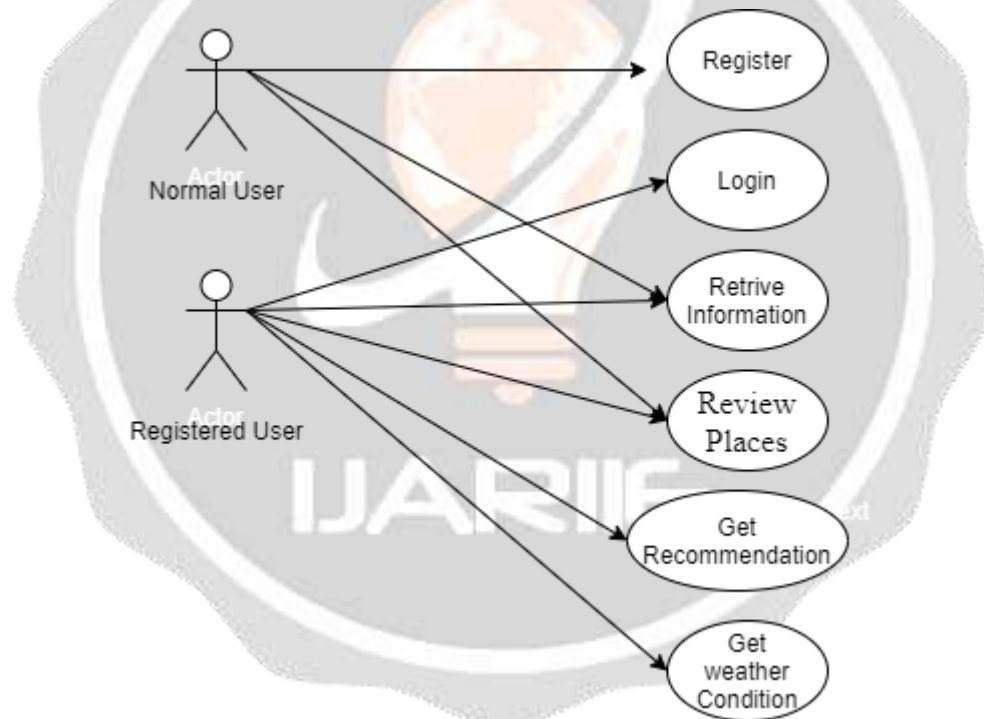 Register
Actor
Normal User
Login
Retrive
Information
Review
Places
Actor
Registered User
IJARIIE
Get
Recommendation
ext
Get
weather
Condition